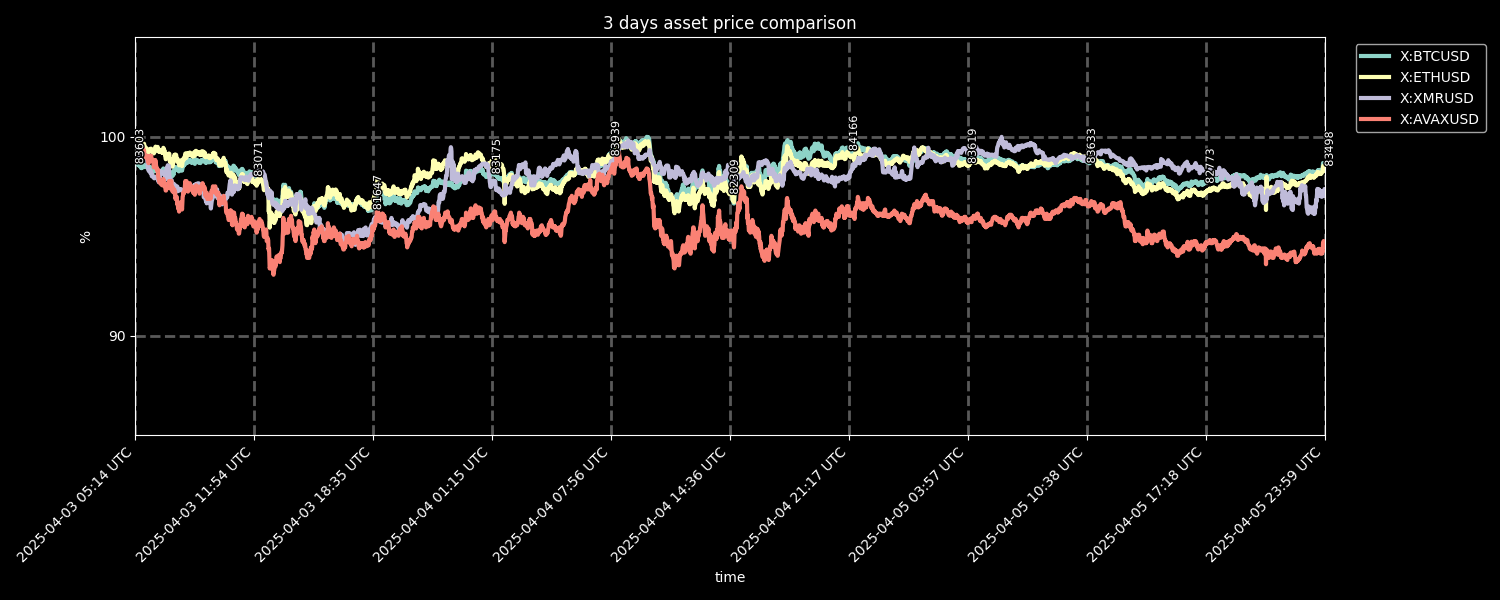 3 days asset price comparison
X:BTCUSD
X:ETHUSD
X:XMRUSD
X:AVAXUSD
%
100
90
83603
83071
81647
83175
83939
82309
84166
83619
83633
82773
83498
2025-04-03 05:14 UTC
2025-04-03 11:54 UTC
2025-04-03 18:35 UTC
2025-04-04 01:15 UTC
2025-04-04 07:56 UTC
2025-04-04 14:36 UTC
2025-04-04 21:17 UTC
2025-04-05 03:57 UTC
2025-04-05 10:38 UTC
2025-04-05 17:18 UTC
2025-04-05 23:59 UTC
time